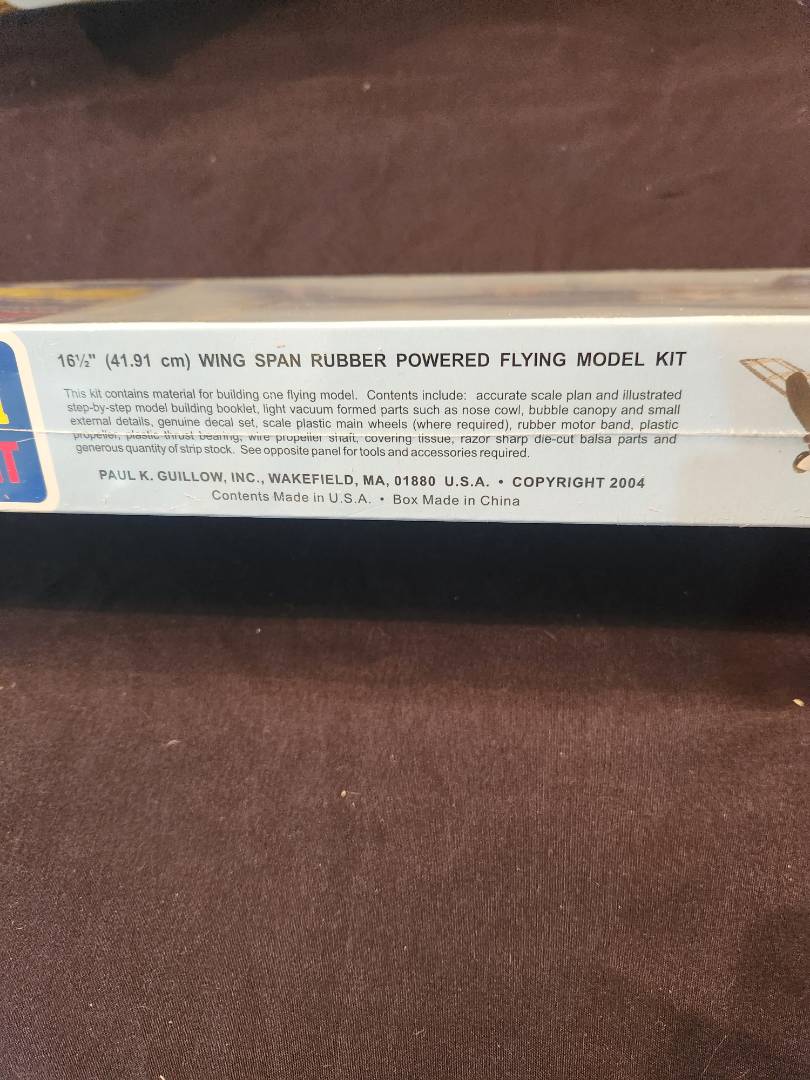 16½" (41.91 cm) WING SPAN RUBBER POWERED FLYING MODEL KIT
This kit contains material for building one flying model. Contents include: accurate scale plan and illustrated
step-by-step model building booklet, light vacuum formed parts such as nose cowl, bubble canopy and small
external details, genuine decal set, scale plastic main wheels (where required), rubber motor band, plastic
propeller, plastic thrust bearing, wire propeller shaft, covering tissue, razor sharp die-cut balsa parts and
generous quantity of strip stock. See opposite panel for tools and accessories required.
PAUL K. GUILLOW, INC., WAKEFIELD, MA, 01880 U.S.A. • COPYRIGHT 2004
Contents Made in U.S.A. • Box Made in China